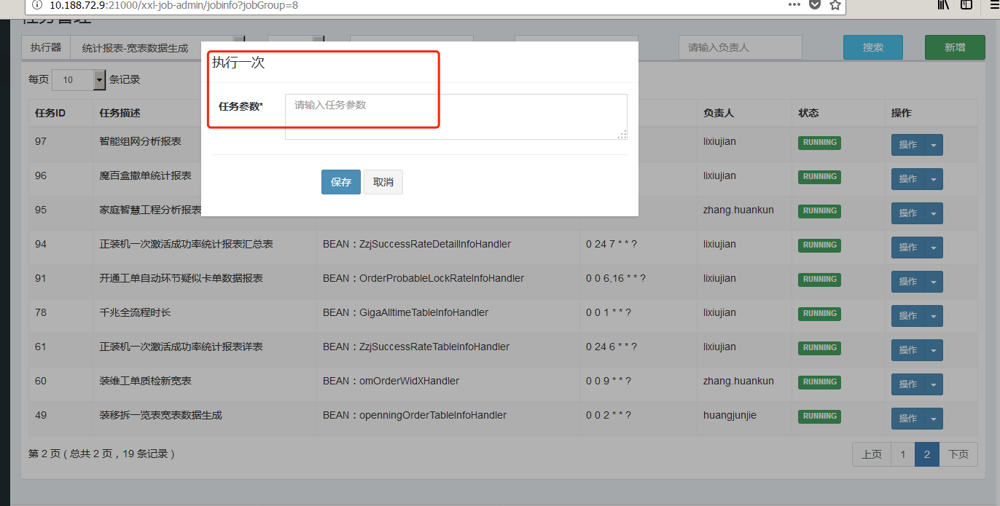 10.188.72.9:21000/xxl-job-admin/jobinfo?jobGroup=8
任务管理
执行器 统计报表-宽表数据生成 请输入负责人 搜索 新增
执行一次
每页 10 条记录
任务参数* 请输入任务参数
任务ID 任务描述 负责人 状态 操作
97 智能组网分析报表 lixiujian RUNNING 操作
96 魔百盒撤单统计报表 lixiujian RUNNING 操作
保存 取消
95 家庭智慧工程分析报表 zhang.huankun RUNNING 操作
94 正装机一次激活成功率统计报表汇总表 BEAN：ZzjSuccessRateDetailInfoHandler 0 24 7 * * ? lixiujian RUNNING 操作
91 开通工单自动环节疑似卡单数据报表 BEAN：OrderProbableLockRateInfoHandler 0 0 6,16 * * ? lixiujian RUNNING 操作
78 千兆全流程时长 BEAN：GigaAlltimeTableInfoHandler 0 0 1 * * ? lixiujian RUNNING 操作
61 正装机一次激活成功率统计报表详表 BEAN：ZzjSuccessRateTableInfoHandler 0 24 6 * * ? lixiujian RUNNING 操作
60 装维工单质检新宽表 BEAN：omOrderWidXHandler 0 0 9 * * ? zhang.huankun RUNNING 操作
49 装移拆一览表宽表数据生成 BEAN：openningOrderTableInfoHandler 0 0 2 * * ? huangjunjie RUNNING 操作
第 2 页 ( 总共 2 页，19 条记录 ) 上页 1 2 下页